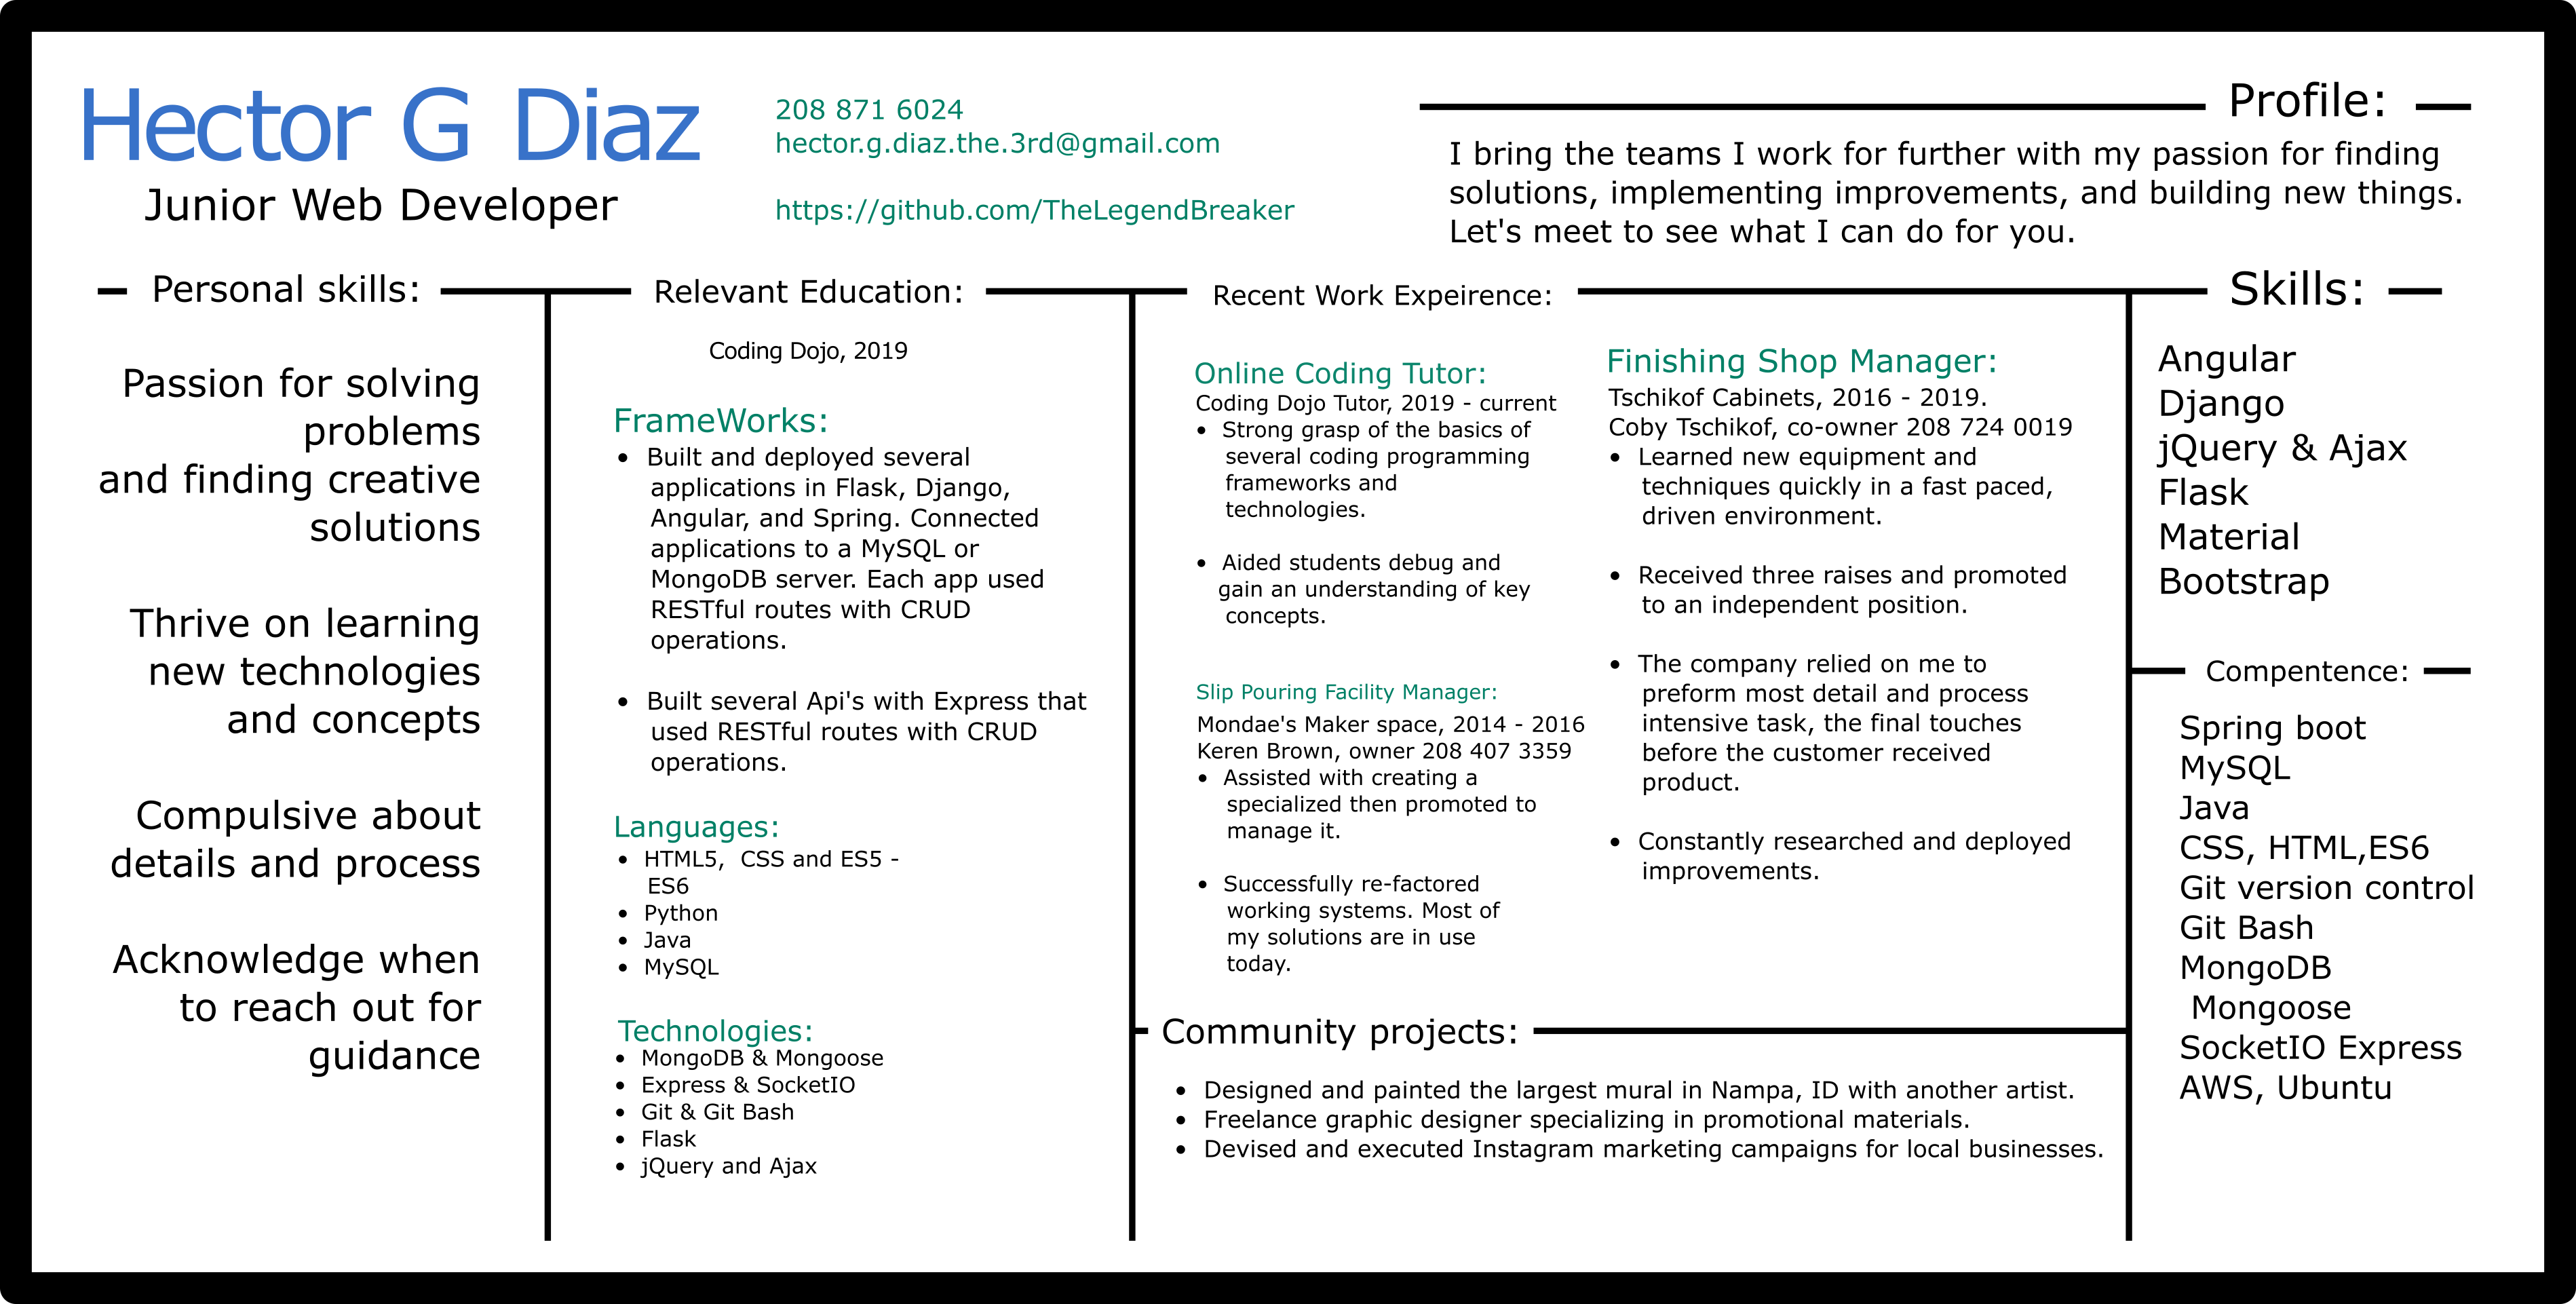 Hector G Diaz
Junior Web Developer
208 871 6024
hector.g.diaz.the.3rd@gmail.com
https://github.com/TheLegendBreaker
Profile:
I bring the teams I work for further with my passion for finding
solutions, implementing improvements, and building new things.
Let's meet to see what I can do for you.
Personal skills:
Passion for solving
problems
and finding creative
solutions
Thrive on learning
new technologies
and concepts
Compulsive about
details and process
Acknowledge when
to reach out for
guidance
Relevant Education:
Coding Dojo, 2019
FrameWorks:
• Built and deployed several
applications in Flask, Django,
Angular, and Spring. Connected
applications to a MySQL or
MongoDB server. Each app used
RESTful routes with CRUD
operations.
• Built several Api's with Express that
used RESTful routes with CRUD
operations.
Languages:
• HTML5,  CSS and ES5 -
ES6
• Python
• Java
• MySQL
Technologies:
• MongoDB & Mongoose
• Express & SocketIO
• Git & Git Bash
• Flask
• jQuery and Ajax
Recent Work Expeirence:
Online Coding Tutor:
Coding Dojo Tutor, 2019 - current
• Strong grasp of the basics of
several coding programming
frameworks and
technologies.
• Aided students debug and
gain an understanding of key
concepts.
Slip Pouring Facility Manager:
Mondae's Maker space, 2014 - 2016
Keren Brown, owner 208 407 3359
• Assisted with creating a
specialized then promoted to
manage it.
• Successfully re-factored
working systems. Most of
my solutions are in use
today.
Finishing Shop Manager:
Tschikof Cabinets, 2016 - 2019.
Coby Tschikof, co-owner 208 724 0019
• Learned new equipment and
techniques quickly in a fast paced,
driven environment.
• Received three raises and promoted
to an independent position.
• The company relied on me to
preform most detail and process
intensive task, the final touches
before the customer received
product.
• Constantly researched and deployed
improvements.
Community projects:
• Designed and painted the largest mural in Nampa, ID with another artist.
• Freelance graphic designer specializing in promotional materials.
• Devised and executed Instagram marketing campaigns for local businesses.
Skills:
Angular
Django
jQuery & Ajax
Flask
Material
Bootstrap
Compentence:
Spring boot
MySQL
Java
CSS, HTML,ES6
Git version control
Git Bash
MongoDB
Mongoose
SocketIO Express
AWS, Ubuntu